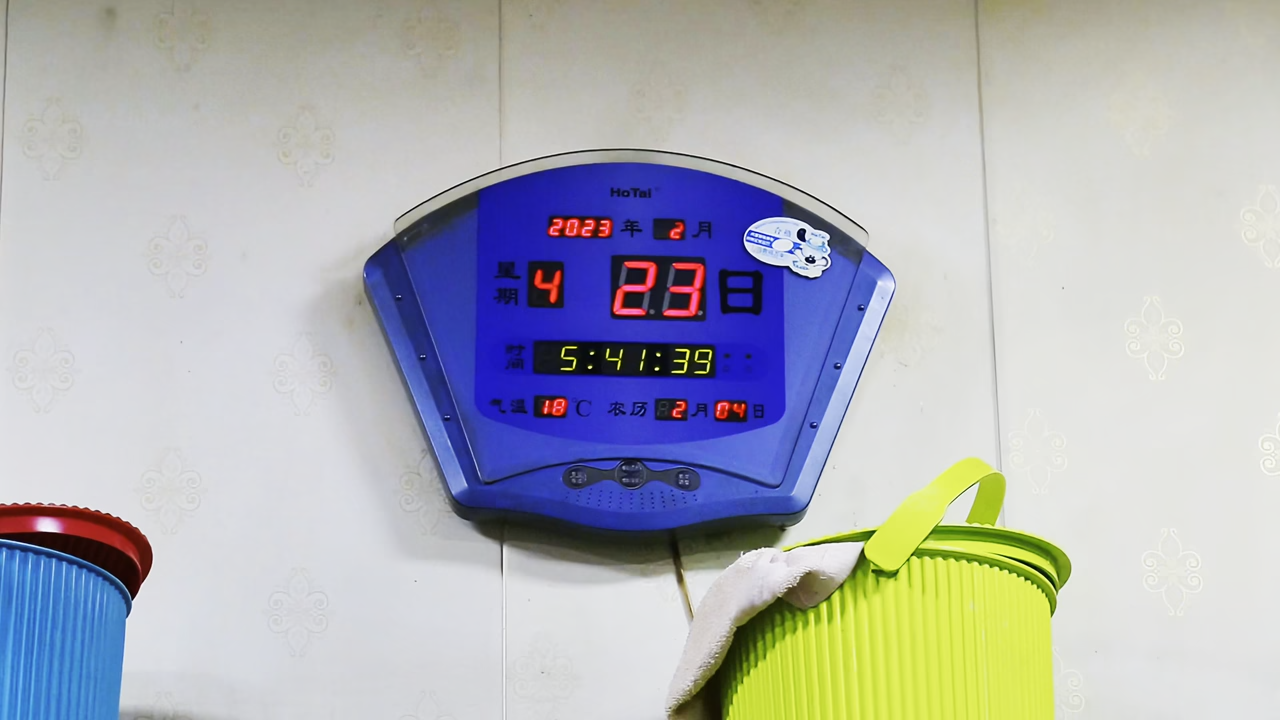 HoTai
2023 年 2 月
星期 4 23 日
时间 5:41:39
气温 18 ℃ 农历 2 月 04 日